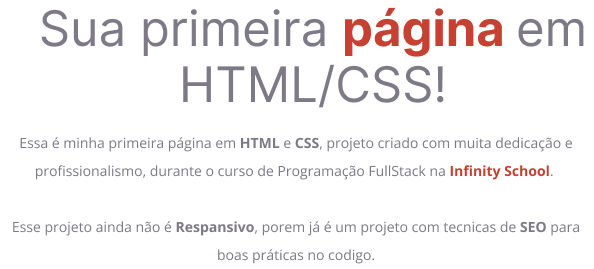 Sua primeira página em
HTML/CSS!
Essa é minha primeira página em HTML e CSS, projeto criado com muita dedicação e
profissionalismo, durante o curso de Programação FullStack na Infinity School.
Esse projeto ainda não é Responsivo, porem já é um projeto com tecnicas de SEO para
boas práticas no codigo.